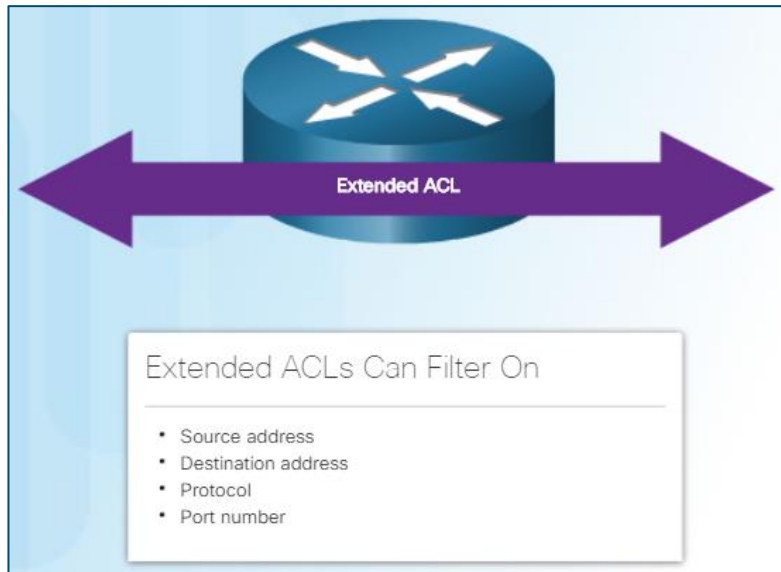 Extended ACL
Extended ACLs Can Filter On
• Source address
• Destination address
• Protocol
• Port number